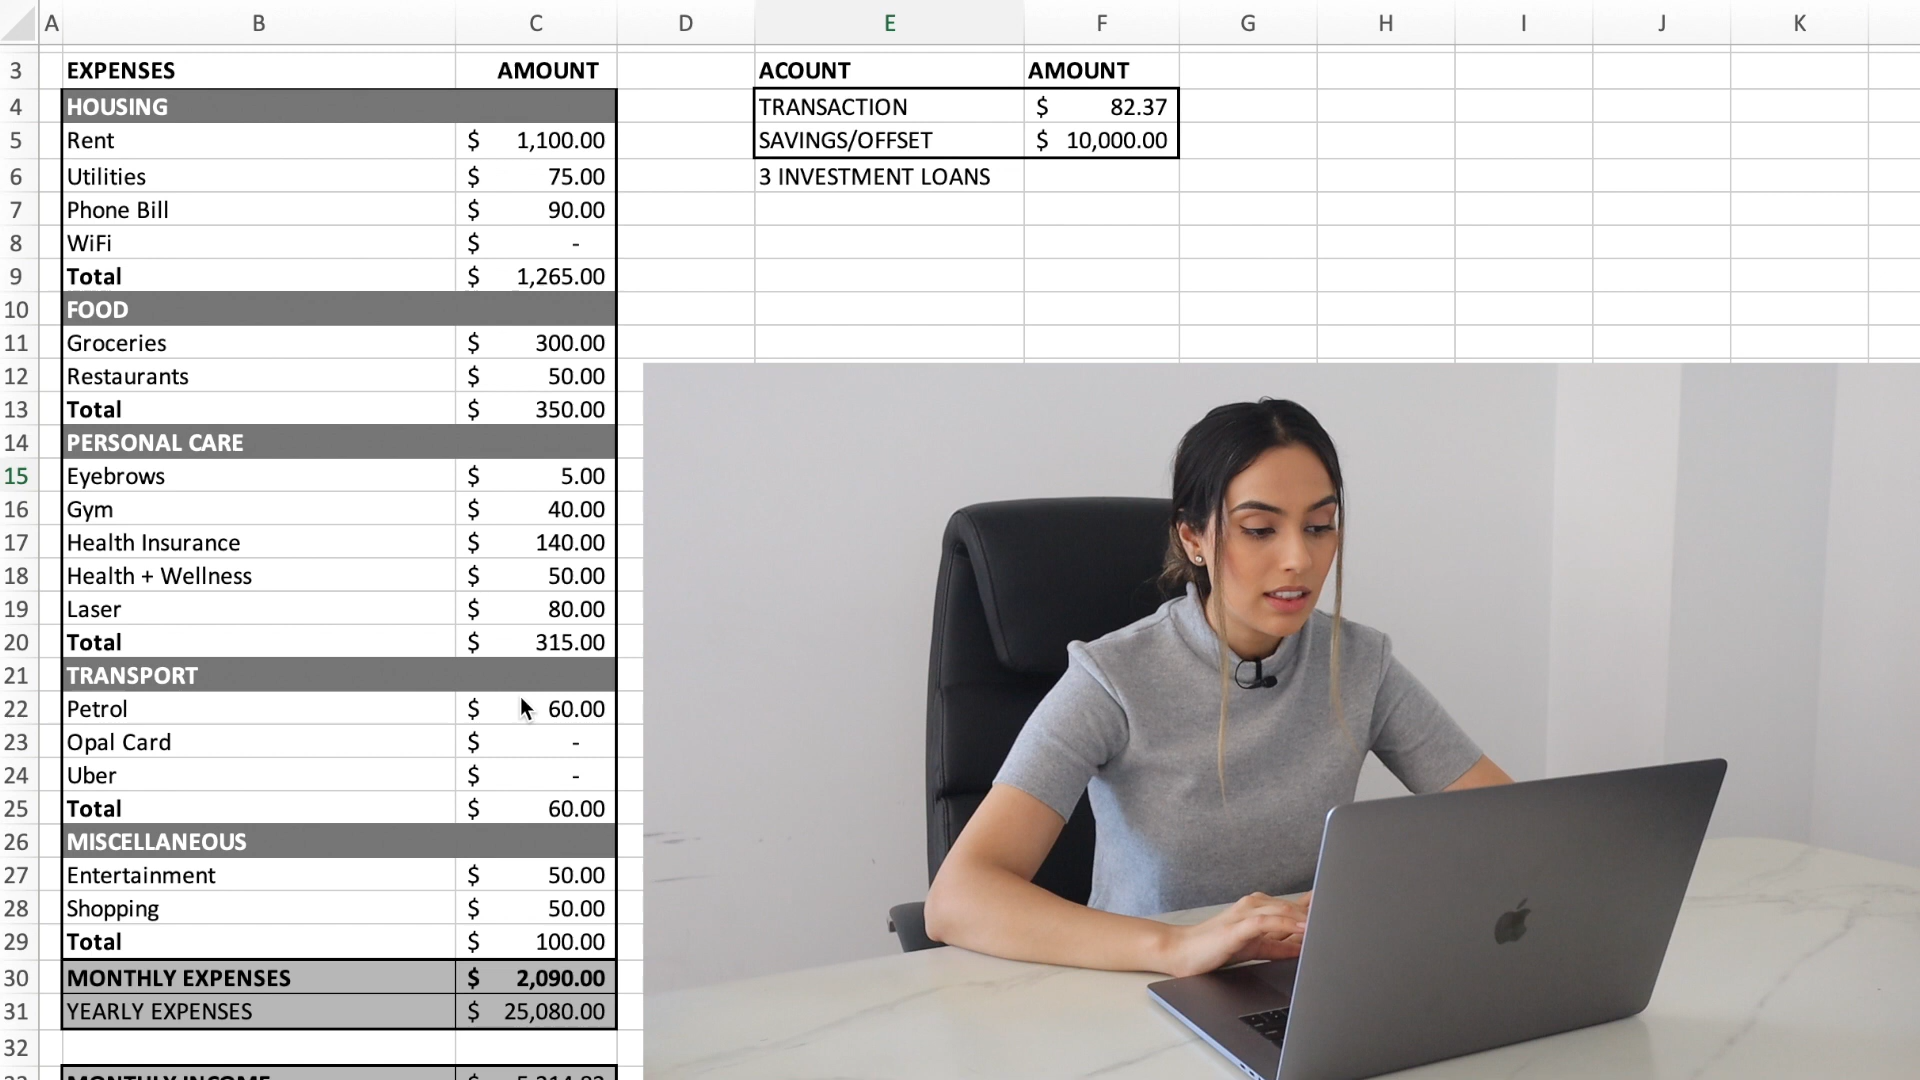 A B C D E F G H I J K
3 EXPENSES AMOUNT ACOUNT AMOUNT
4 HOUSING TRANSACTION $ 82.37
5 Rent $ 1,100.00 SAVINGS/OFFSET $ 10,000.00
6 Utilities $ 75.00 3 INVESTMENT LOANS
7 Phone Bill $ 90.00
8 WiFi $ -
9 Total $ 1,265.00
10 FOOD
11 Groceries $ 300.00
12 Restaurants $ 50.00
13 Total $ 350.00
14 PERSONAL CARE
15 Eyebrows $ 5.00
16 Gym $ 40.00
17 Health Insurance $ 140.00
18 Health + Wellness $ 50.00
19 Laser $ 80.00
20 Total $ 315.00
21 TRANSPORT
22 Petrol $ 60.00
23 Opal Card $ -
24 Uber $ -
25 Total $ 60.00
26 MISCELLANEOUS
27 Entertainment $ 50.00
28 Shopping $ 50.00
29 Total $ 100.00
30 MONTHLY EXPENSES $ 2,090.00
31 YEARLY EXPENSES $ 25,080.00
32
33 MONTHLY INCOME $